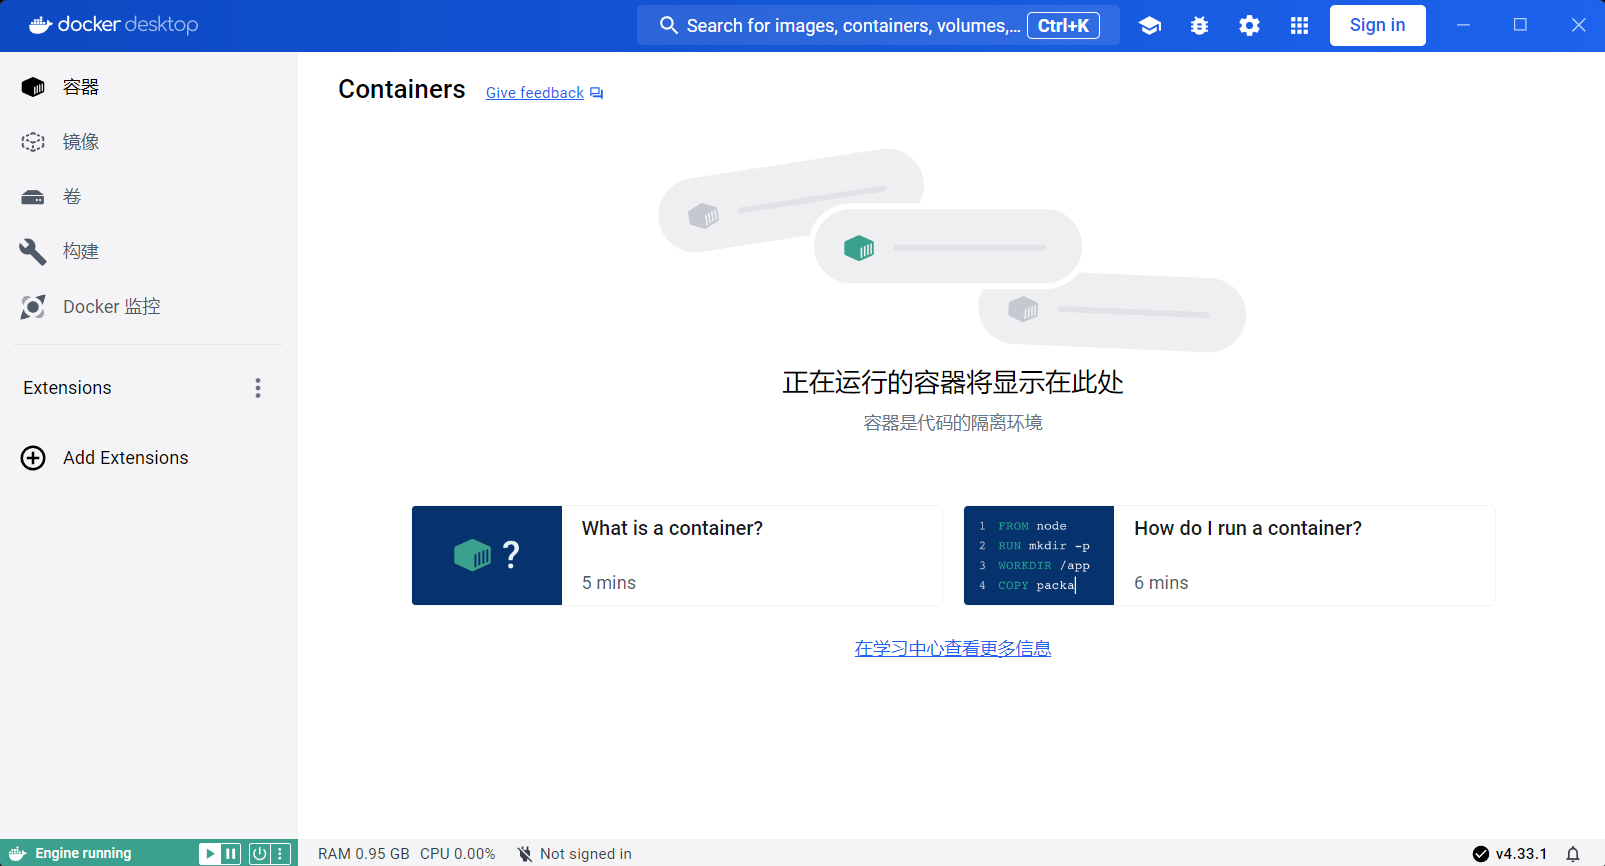 docker desktop
Search for images, containers, volumes,... Ctrl+K
Sign in
容器
镜像
卷
构建
Docker 监控
Extensions
Add Extensions
Containers
Give feedback
正在运行的容器将显示在此处
容器是代码的隔离环境
?
What is a container?
5 mins
1 FROM node
2 RUN mkdir -p
3 WORKDIR /app
4 COPY packa
How do I run a container?
6 mins
在学习中心查看更多信息
Engine running
RAM 0.95 GB CPU 0.00%
Not signed in
v4.33.1